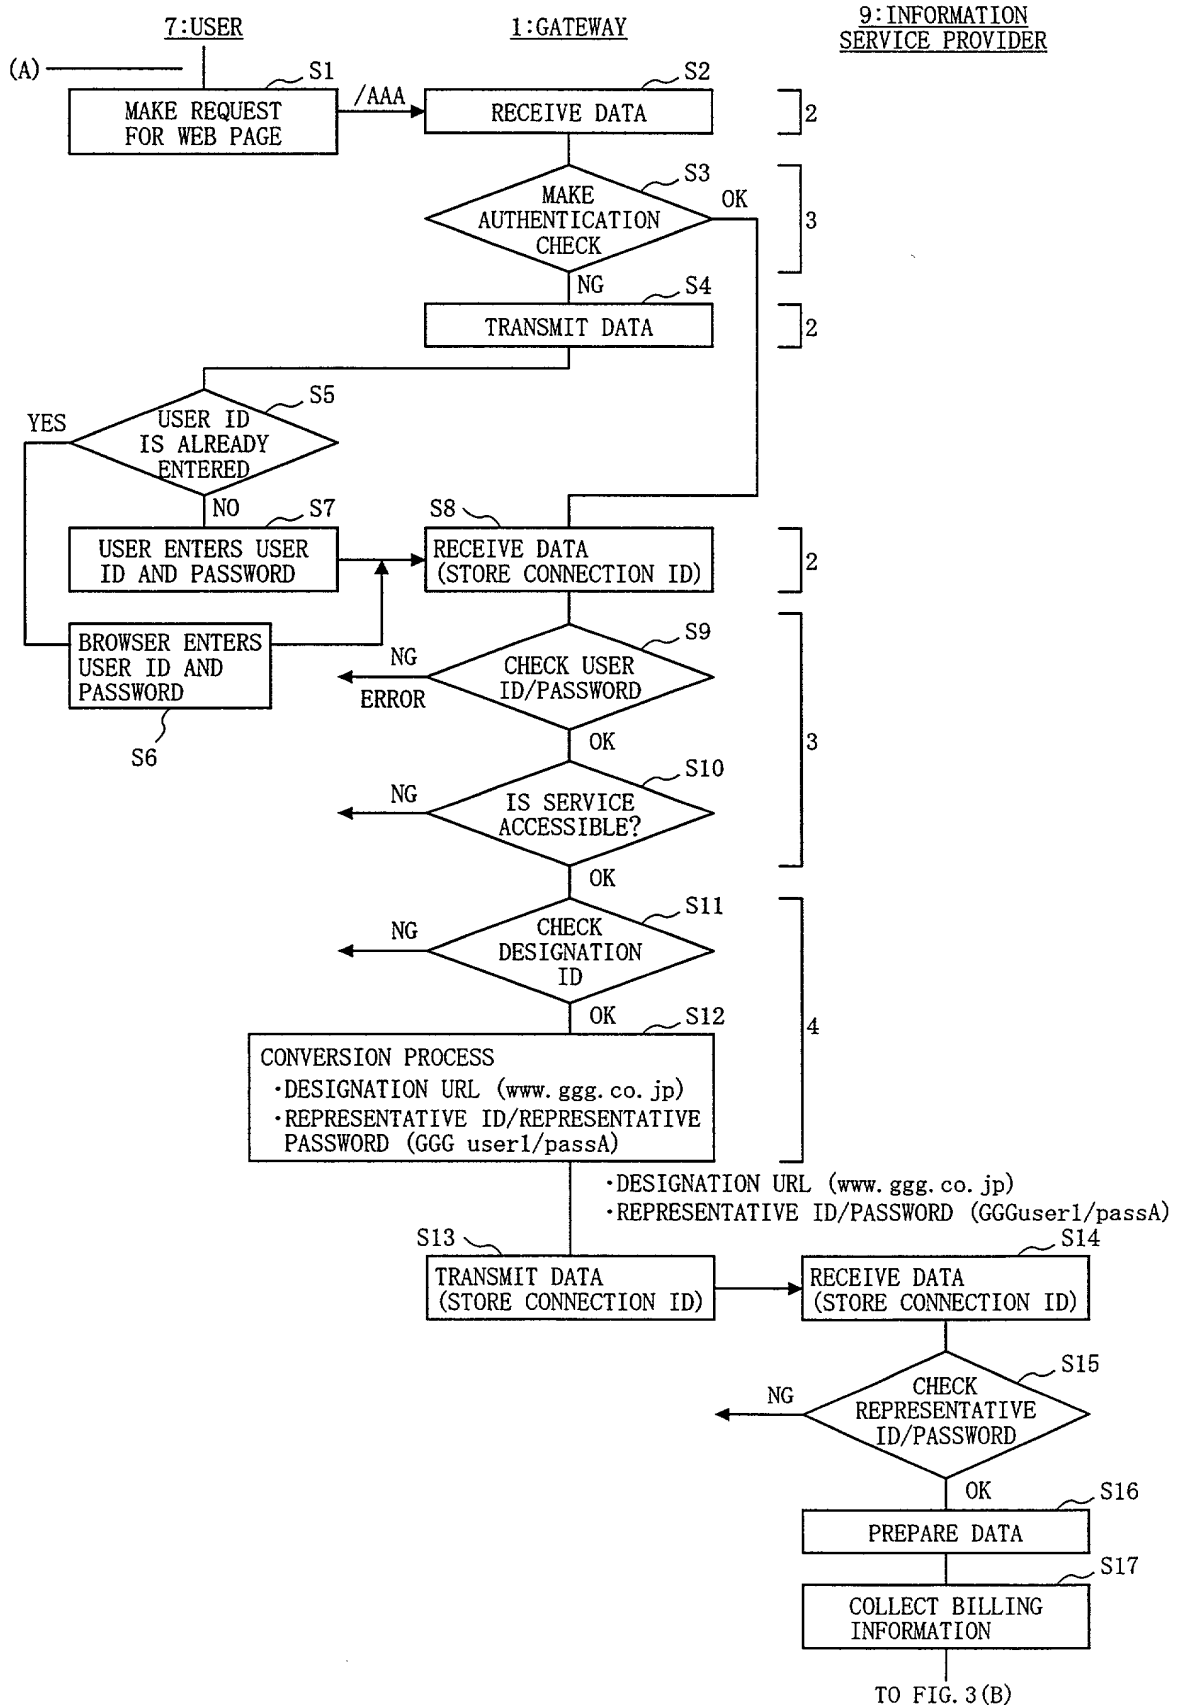 7:USER
1:GATEWAY
9:INFORMATION
SERVICE PROVIDER
(A)
S1
MAKE REQUEST
FOR WEB PAGE
/AAA
S2
RECEIVE DATA
2
S3
MAKE
AUTHENTICATION
CHECK
OK
3
NG
S4
TRANSMIT DATA
2
S5
USER ID
IS ALREADY
ENTERED
YES
NO
S7
USER ENTERS USER
ID AND PASSWORD
S8
RECEIVE DATA
(STORE CONNECTION ID)
2
BROWSER ENTERS
USER ID AND
PASSWORD
S6
S9
CHECK USER
ID/PASSWORD
NG
ERROR
OK
3
S10
IS SERVICE
ACCESSIBLE?
NG
OK
S11
CHECK
DESIGNATION
ID
NG
OK
4
S12
CONVERSION PROCESS
・DESIGNATION URL (www.ggg.co.jp)
・REPRESENTATIVE ID/REPRESENTATIVE
PASSWORD (GGG user1/passA)
・DESIGNATION URL (www.ggg.co.jp)
・REPRESENTATIVE ID/PASSWORD (GGGuser1/passA)
S13
TRANSMIT DATA
(STORE CONNECTION ID)
S14
RECEIVE DATA
(STORE CONNECTION ID)
S15
CHECK
REPRESENTATIVE
ID/PASSWORD
NG
OK
S16
PREPARE DATA
S17
COLLECT BILLING
INFORMATION
TO FIG. 3(B)